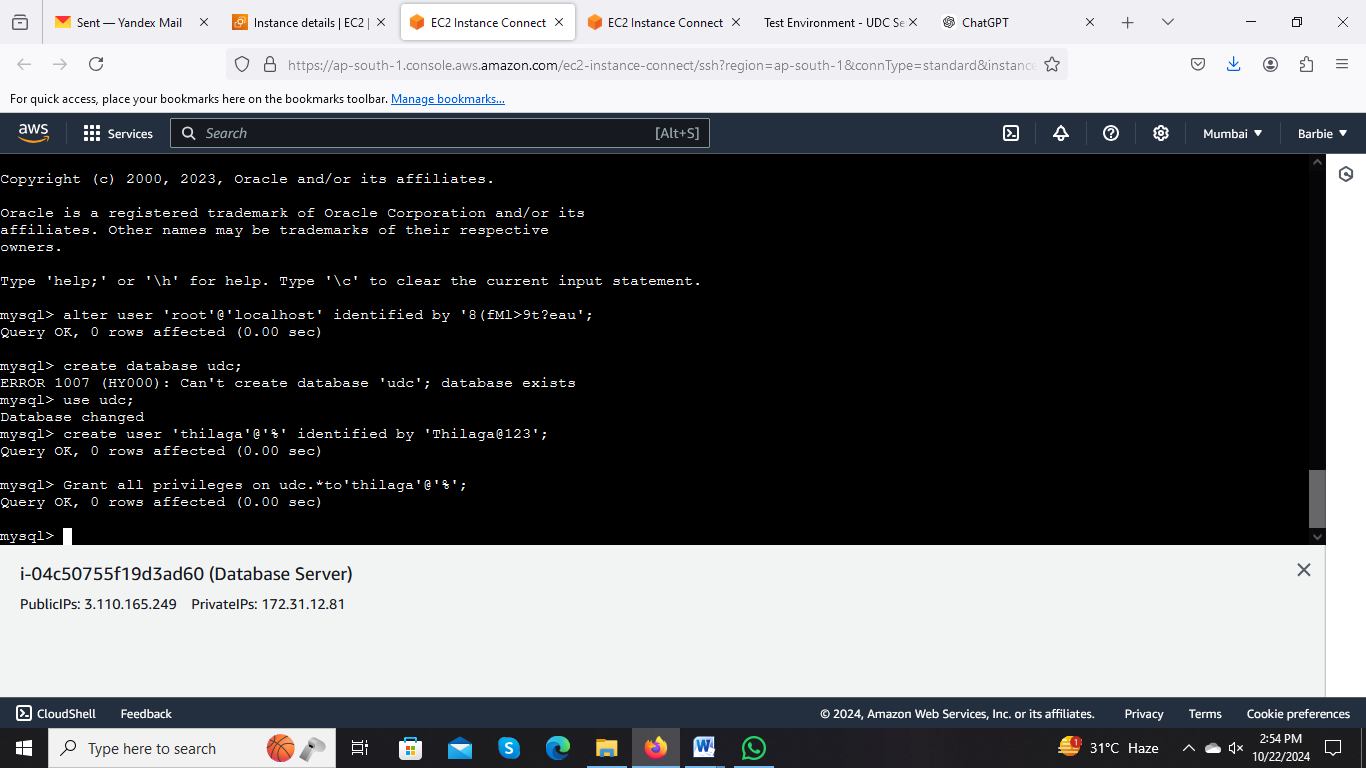 Sent — Yandex Mail
Instance details | EC2 |
EC2 Instance Connect
EC2 Instance Connect
Test Environment - UDC Se
ChatGPT
https://ap-south-1.console.aws.amazon.com/ec2-instance-connect/ssh?region=ap-south-1&connType=standard&instance
For quick access, place your bookmarks here on the bookmarks toolbar. Manage bookmarks...
aws
Services
Search
[Alt+S]
Mumbai
Barbie
Copyright (c) 2000, 2023, Oracle and/or its affiliates.
Oracle is a registered trademark of Oracle Corporation and/or its
affiliates. Other names may be trademarks of their respective
owners.
Type 'help;' or '\h' for help. Type '\c' to clear the current input statement.
mysql> alter user 'root'@'localhost' identified by '8(fMl>9t?eau';
Query OK, 0 rows affected (0.00 sec)
mysql> create database udc;
ERROR 1007 (HY000): Can't create database 'udc'; database exists
mysql> use udc;
Database changed
mysql> create user 'thilaga'@'%' identified by 'Thilaga@123';
Query OK, 0 rows affected (0.00 sec)
mysql> Grant all privileges on udc.*to'thilaga'@'%';
Query OK, 0 rows affected (0.00 sec)
mysql>
i-04c50755f19d3ad60 (Database Server)
PublicIPs: 3.110.165.249 PrivateIPs: 172.31.12.81
CloudShell
Feedback
© 2024, Amazon Web Services, Inc. or its affiliates.
Privacy
Terms
Cookie preferences
Type here to search
1
31°C Haze
2:54 PM
10/22/2024